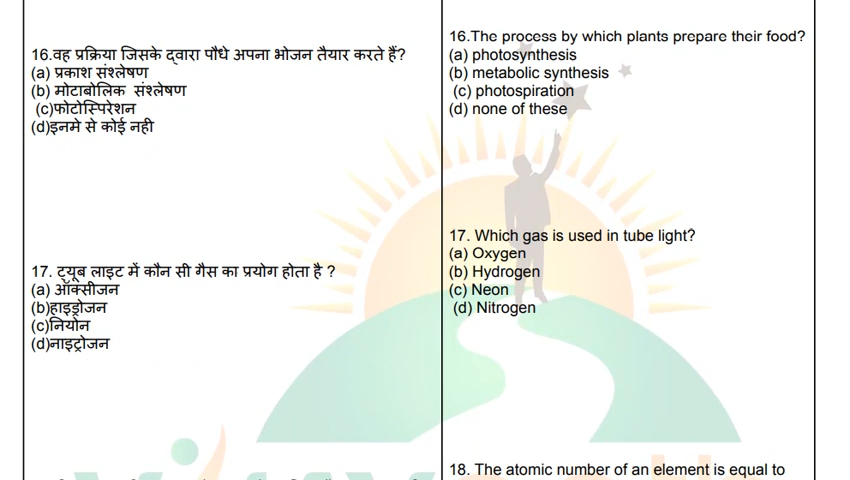 16.वह प्रक्रिया जिसके द्वारा पौधे अपना भोजन तैयार करते हैं?
(a) प्रकाश संश्लेषण
(b) मोटाबोलिक संश्लेषण
(c)फोटोस्पिरेशन
(d)इनमे से कोई नही
17. ट्यूब लाइट में कौन सी गैस का प्रयोग होता है ?
(a) ऑक्सीजन
(b)हाइड्रोजन
(c)नियोन
(d)नाइट्रोजन
16.The process by which plants prepare their food?
(a) photosynthesis
(b) metabolic synthesis
(c) photospiration
(d) none of these
17. Which gas is used in tube light?
(a) Oxygen
(b) Hydrogen
(c) Neon
(d) Nitrogen
18. The atomic number of an element is equal to